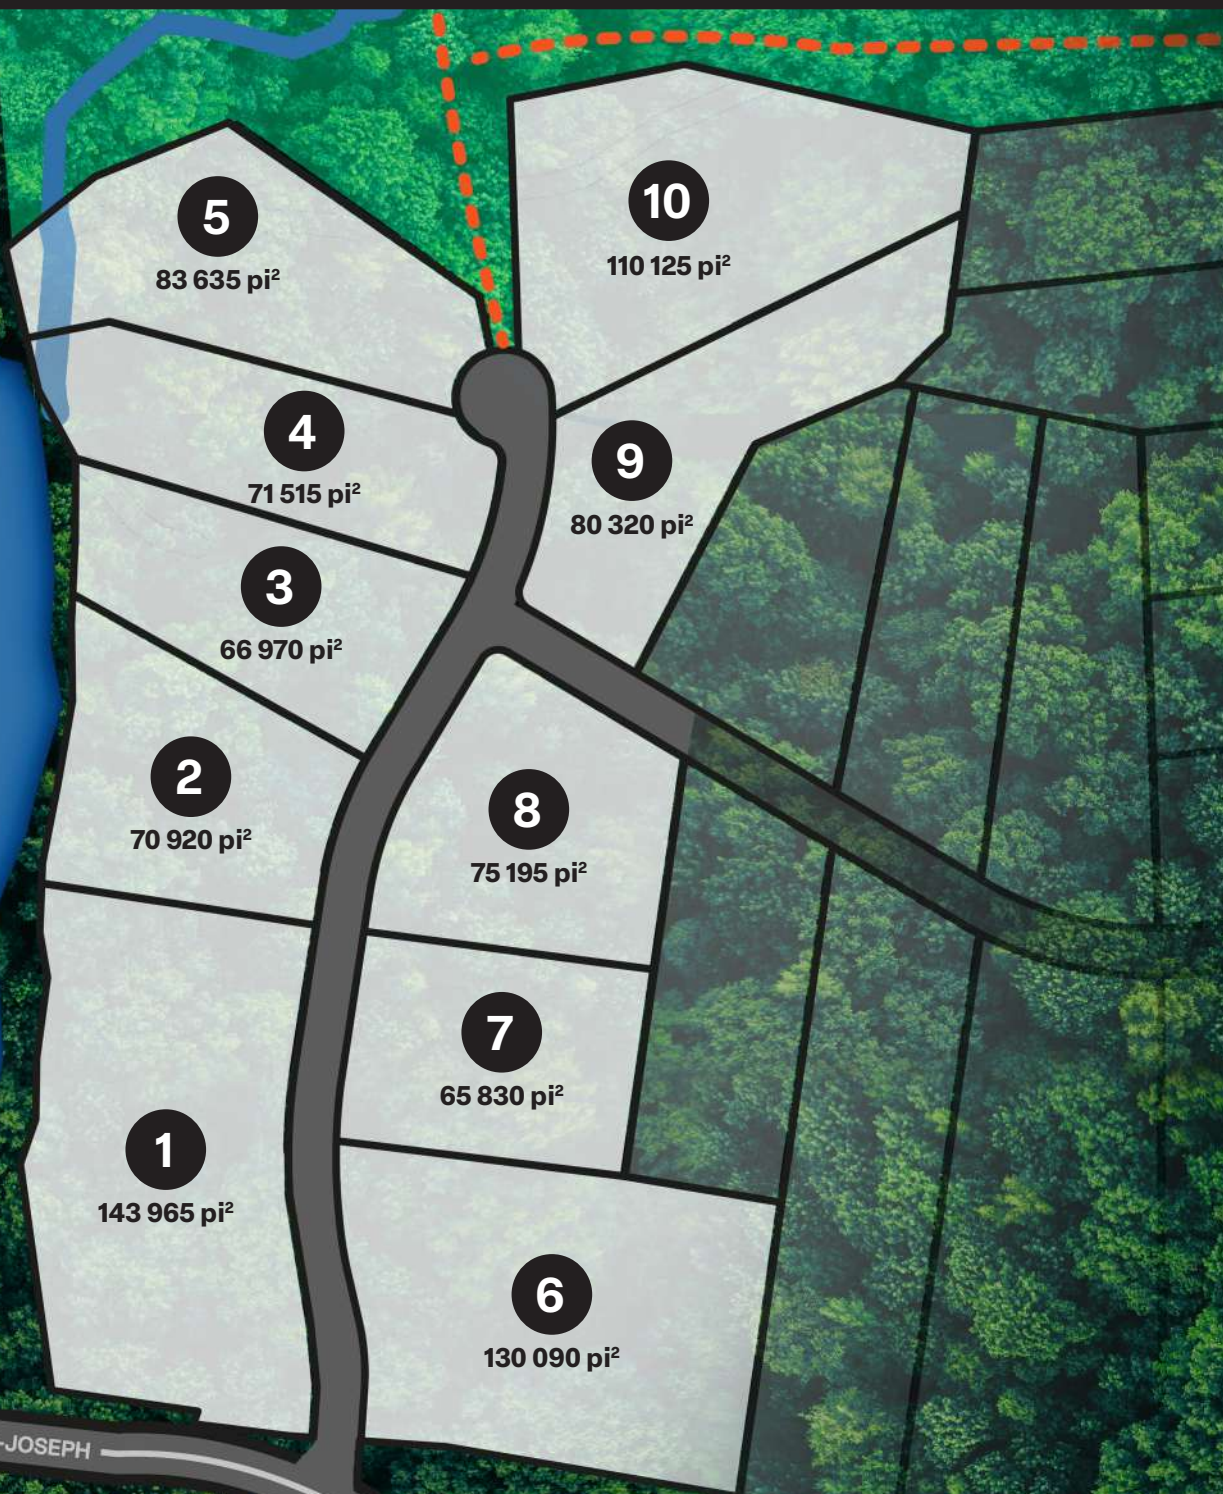 10
110 125 pi²
5
83 635 pi²
4
71 515 pi²
9
80 320 pi²
3
66 970 pi²
2
70 920 pi²
8
75 195 pi²
7
65 830 pi²
1
143 965 pi²
6
130 090 pi²
-JOSEPH